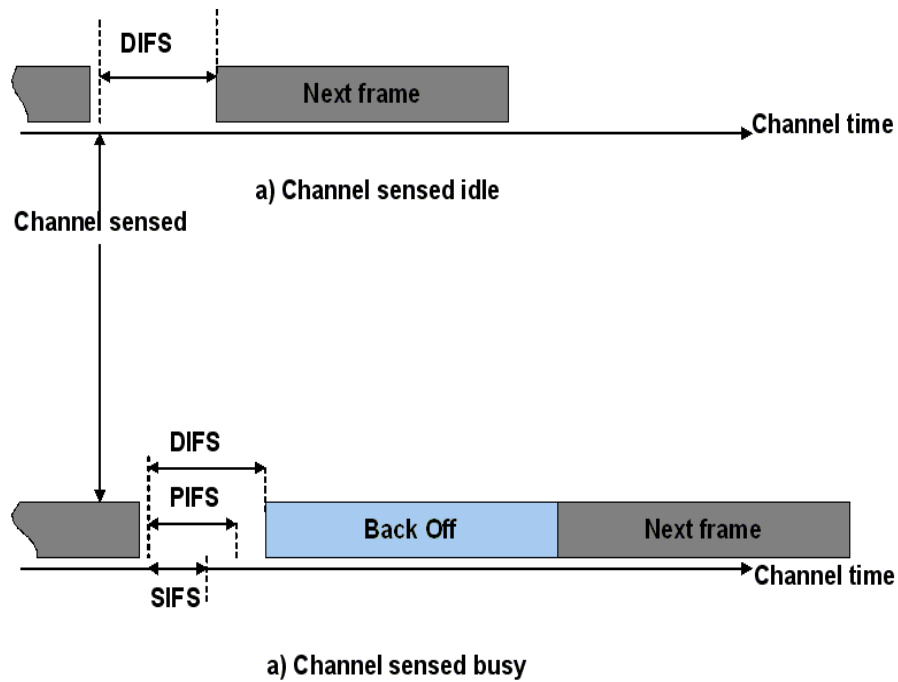 DIFS
Next frame
Channel time
a) Channel sensed idle
Channel sensed
DIFS
PIFS
Back Off
Next frame
Channel time
SIFS
a) Channel sensed busy